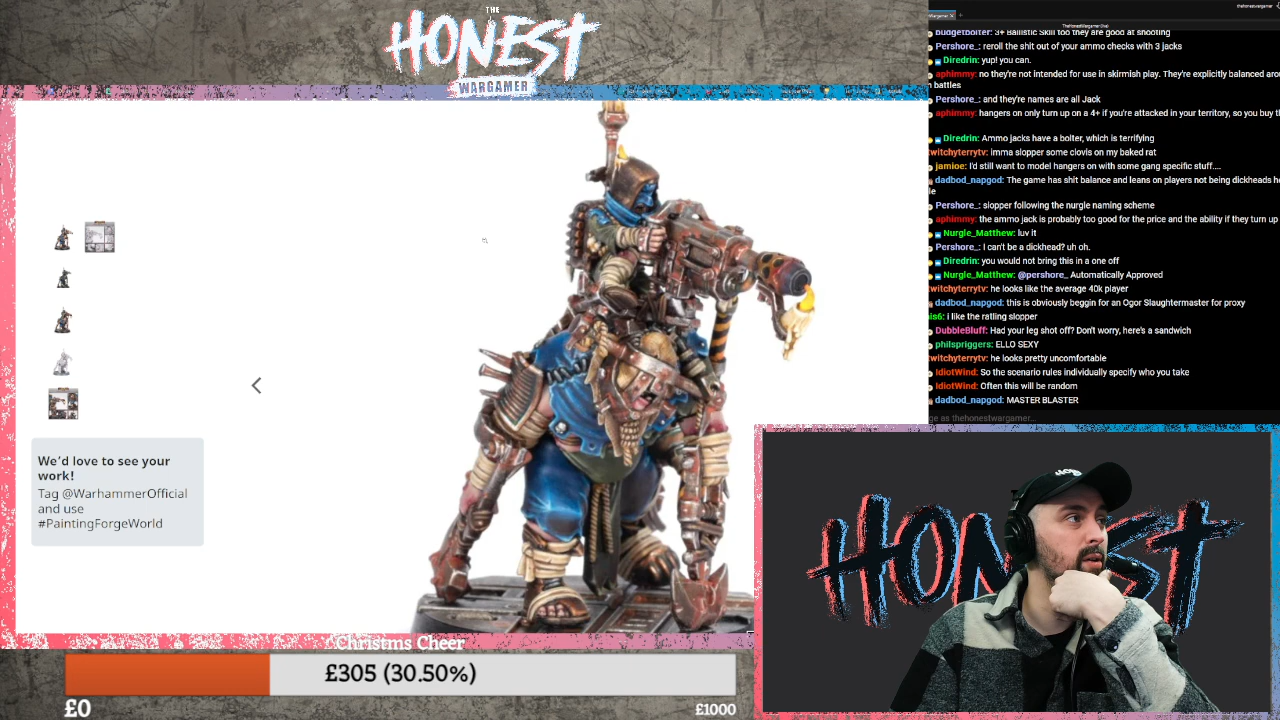 THE
HONEST
WARGAMER
thehonestwargamer
budgetbolter: 3+ Ballistic Skill too they are good at shooting
Pershore_: reroll the shit out of your ammo checks with 3 jacks
Diredrin: yup! you can.
aphimmy: no they're not intended for use in skirmish play. they're explicitly balanced
battles
Pershore_: and they're names are all Jack
aphimmy: hangers on only turn up on a 4+ if you're attacked in your territory, so you buy
Diredrin: Ammo jacks have a bolter, which is terrifying
twitchyterrytv: imma slopper some clovis on my baked rat
jamioe: I'd still want to model hangers on with some gang specific stuff....
dadbod_napgod: The game has shit balance and leans on players not being dickheads
Pershore_: slopper following the nurgle naming scheme
aphimmy: the ammo jack is probably too good for the price and the ability if they turn up
Nurgle_Matthew: luv it
Pershore_: I can't be a dickhead? uh oh.
Diredrin: you would not bring this in a one off
Nurgle_Matthew: @pershore_ Automatically Approved
twitchyterrytv: he looks like the average 40k player
dadbod_napgod: this is obviously beggin for an Ogor Slaughtermaster for proxy
is6: i like the ratling slopper
DubbleBluff: Had your leg shot off? Don't worry, here's a sandwich
philspriggers: ELLO SEXY
twitchyterrytv: he looks pretty uncomfortable
IdiotWind: So the scenario rules individually specify who you take
IdiotWind: Often this will be random
dadbod_napgod: MASTER BLASTER
ge as thehonestwargamer...
We'd love to see your
work!
Tag @WarhammerOfficial
and use
#PaintingForgeWorld
HONEST
Christms Cheer
£305 (30.50%)
£0
£1000